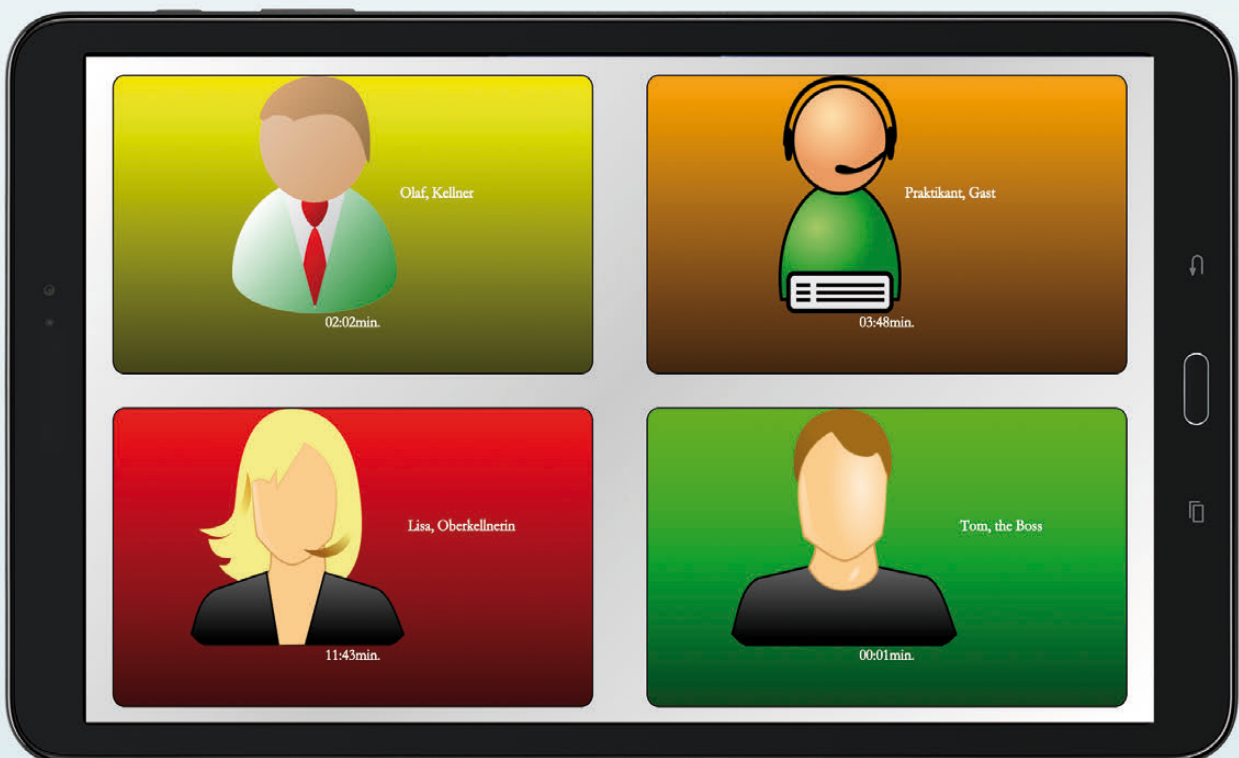 Olaf, Kellner
02:02min.
Praktikant, Gast
03:48min.
Lisa, Oberkellnerin
11:43min.
Tom, the Boss
00:01min.